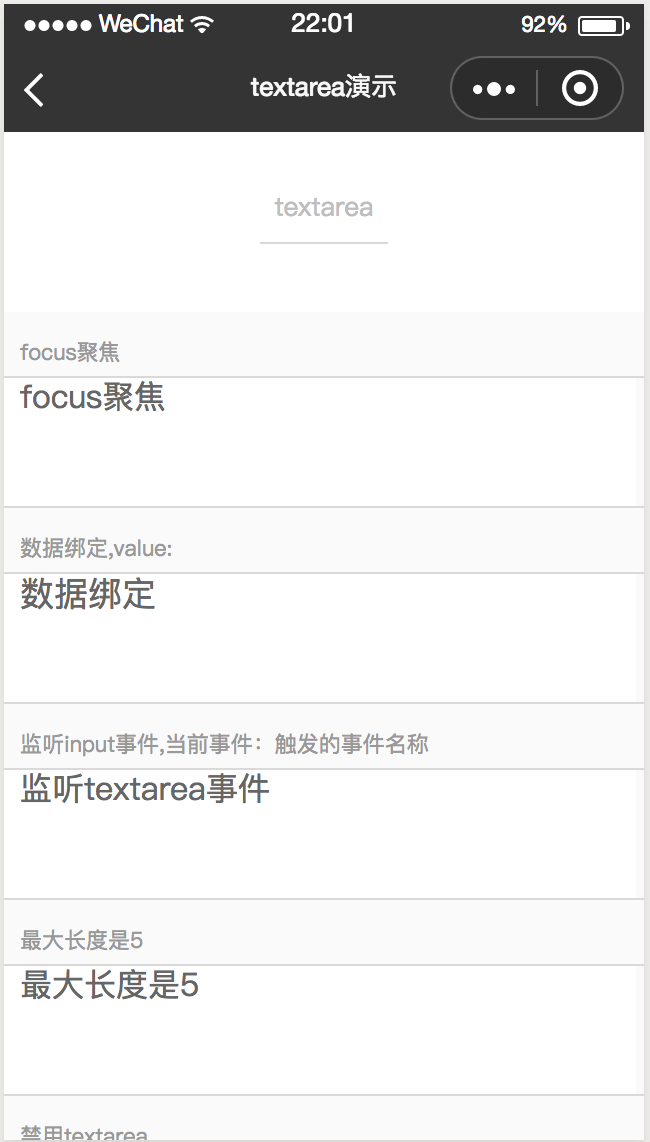 WeChat 22:01 92%
textarea演示
textarea
focus聚焦
focus聚焦
数据绑定,value:
数据绑定
监听input事件,当前事件：触发的事件名称
监听textarea事件
最大长度是5
最大长度是5
禁用textarea